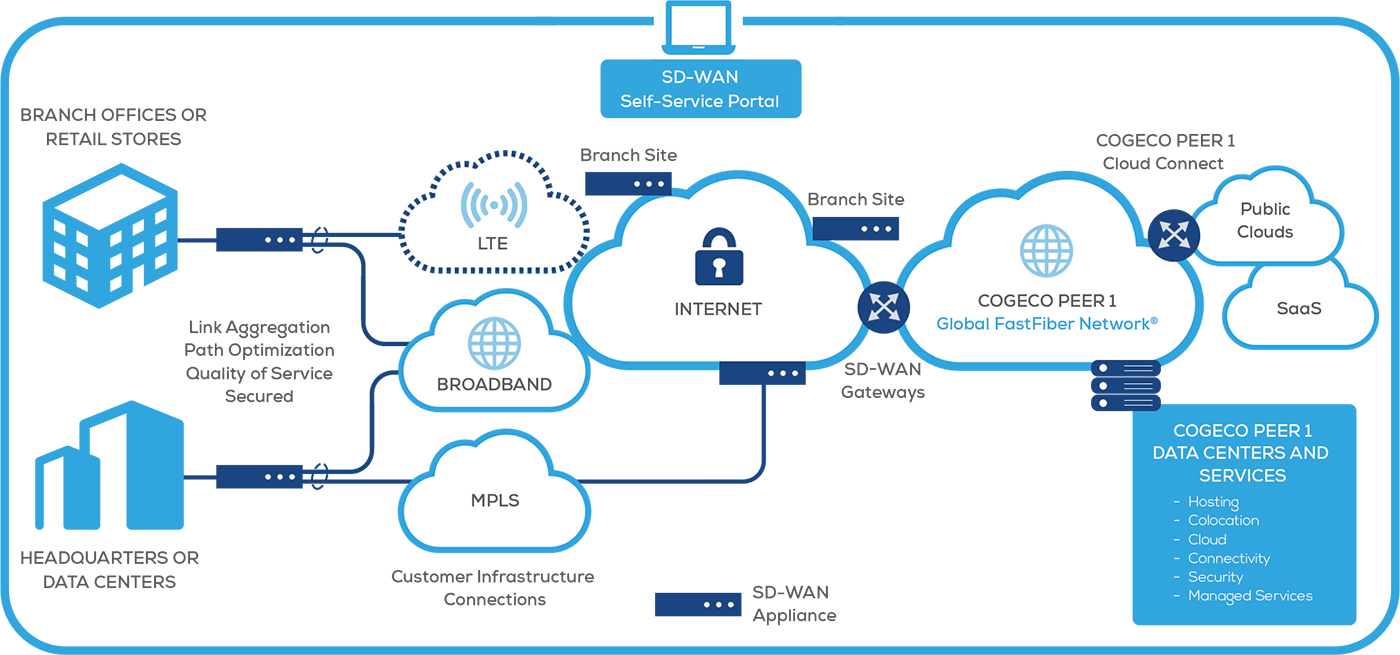 SD-WAN
Self-Service Portal
BRANCH OFFICES OR
RETAIL STORES
LTE
Branch Site
Branch Site
INTERNET
COGECO PEER 1
Cloud Connect
Public
Clouds
SaaS
COGECO PEER 1
Global FastFiber Network®
Link Aggregation
Path Optimization
Quality of Service
Secured
BROADBAND
SD-WAN
Gateways
MPLS
HEADQUARTERS OR
DATA CENTERS
Customer Infrastructure
Connections
SD-WAN
Appliance
COGECO PEER 1
DATA CENTERS AND
SERVICES
- Hosting
- Colocation
- Cloud
- Connectivity
- Security
- Managed Services